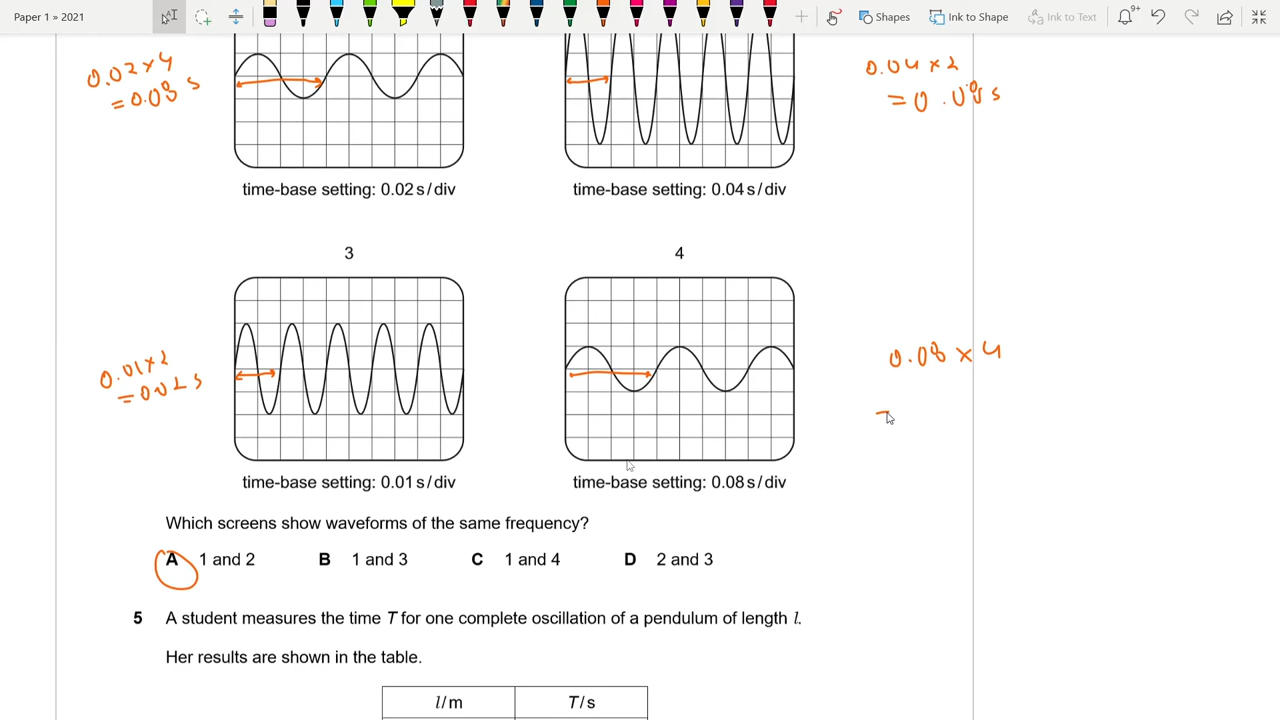 Paper 1 » 2021
Shapes
Ink to Shape
Ink to Text
9+
0.02 x 4
= 0.08 s
0.04 x 2
= 0.08 s
time-base setting: 0.02 s / div
time-base setting: 0.04 s / div
3
4
0.01 x 2
= 0.02 s
0.08 x 4
time-base setting: 0.01 s / div
time-base setting: 0.08 s / div
Which screens show waveforms of the same frequency?
A 1 and 2 B 1 and 3 C 1 and 4 D 2 and 3
5 A student measures the time T for one complete oscillation of a pendulum of length l.
Her results are shown in the table.
l / m T / s